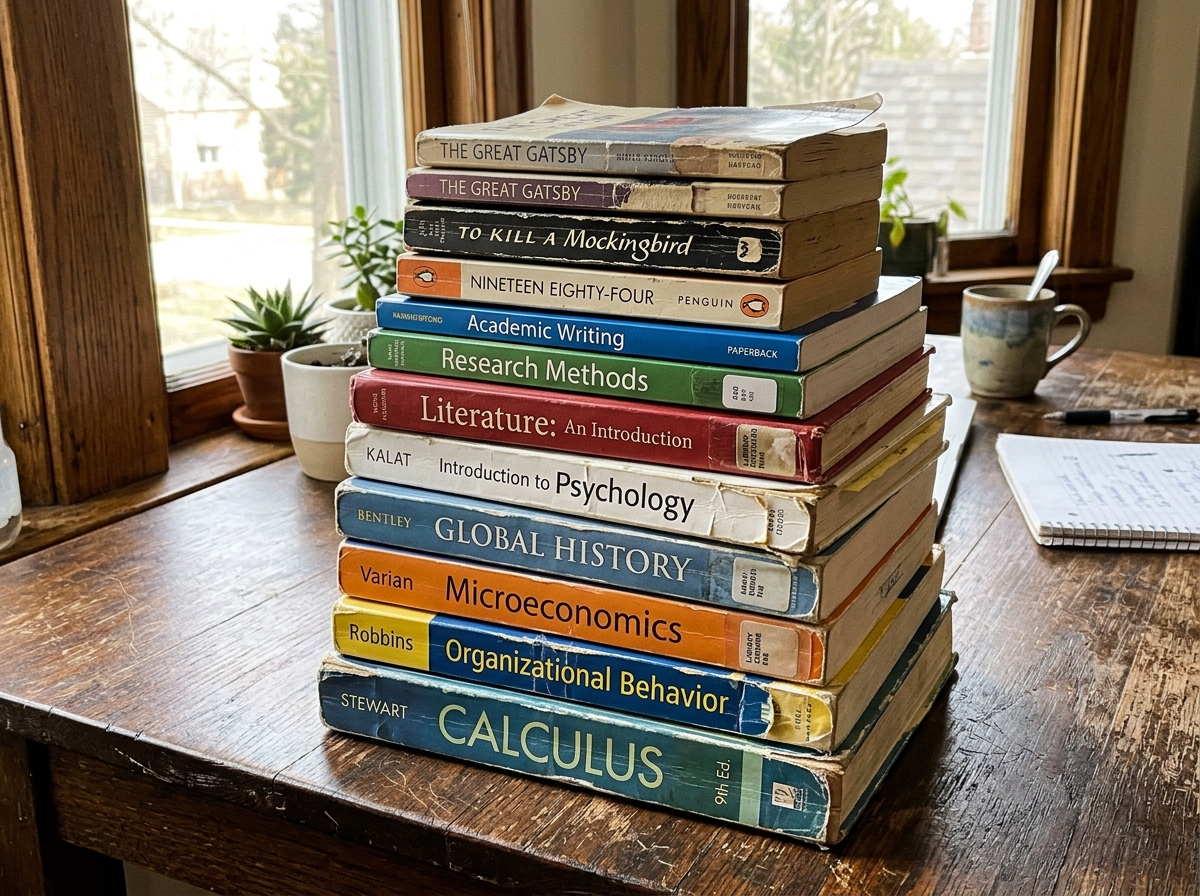 THE GREAT GATSBY
THE GREAT GATSBY
TO KILL A Mockingbird
NINETEEN EIGHTY-FOUR PENGUIN
Academic Writing PAPERBACK
Research Methods
Literature: An Introduction
KALAT Introduction to Psychology
BENTLEY GLOBAL HISTORY
Varian Microeconomics
Robbins Organizational Behavior
STEWART CALCULUS 9th Ed.